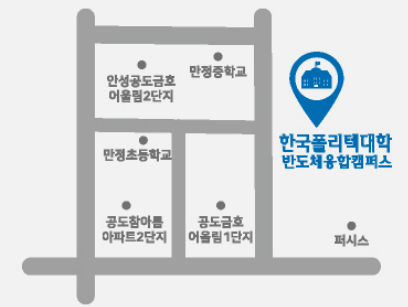 안성공도금호
어울림2단지
만정중학교
한국폴리텍대학
반도체융합캠퍼스
만정초등학교
공도참아름
아파트2단지
공도금호
어울림1단지
퍼시스